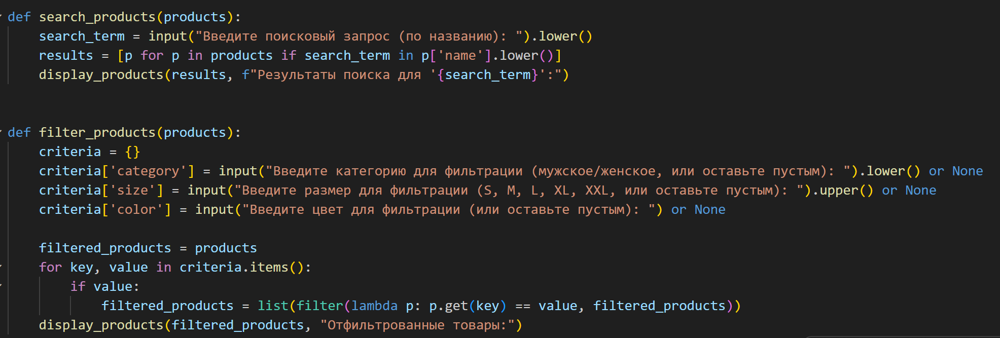 def search_products(products):
    search_term = input("Введите поисковый запрос (по названию): ").lower()
    results = [p for p in products if search_term in p['name'].lower()]
    display_products(results, f"Результаты поиска для '{search_term}':")
def filter_products(products):
    criteria = {}
    criteria['category'] = input("Введите категорию для фильтрации (мужское/женское, или оставьте пустым): ").lower() or None
    criteria['size'] = input("Введите размер для фильтрации (S, M, L, XL, XXL, или оставьте пустым): ").upper() or None
    criteria['color'] = input("Введите цвет для фильтрации (или оставьте пустым): ") or None
    filtered_products = products
    for key, value in criteria.items():
        if value:
            filtered_products = list(filter(lambda p: p.get(key) == value, filtered_products))
    display_products(filtered_products, "Отфильтрованные товары:")